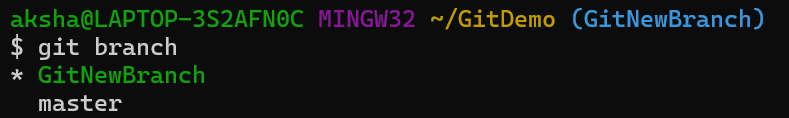 aksha@LAPTOP-3S2AFN0C MINGW32 ~/GitDemo (GitNewBranch)
$ git branch
* GitNewBranch
  master